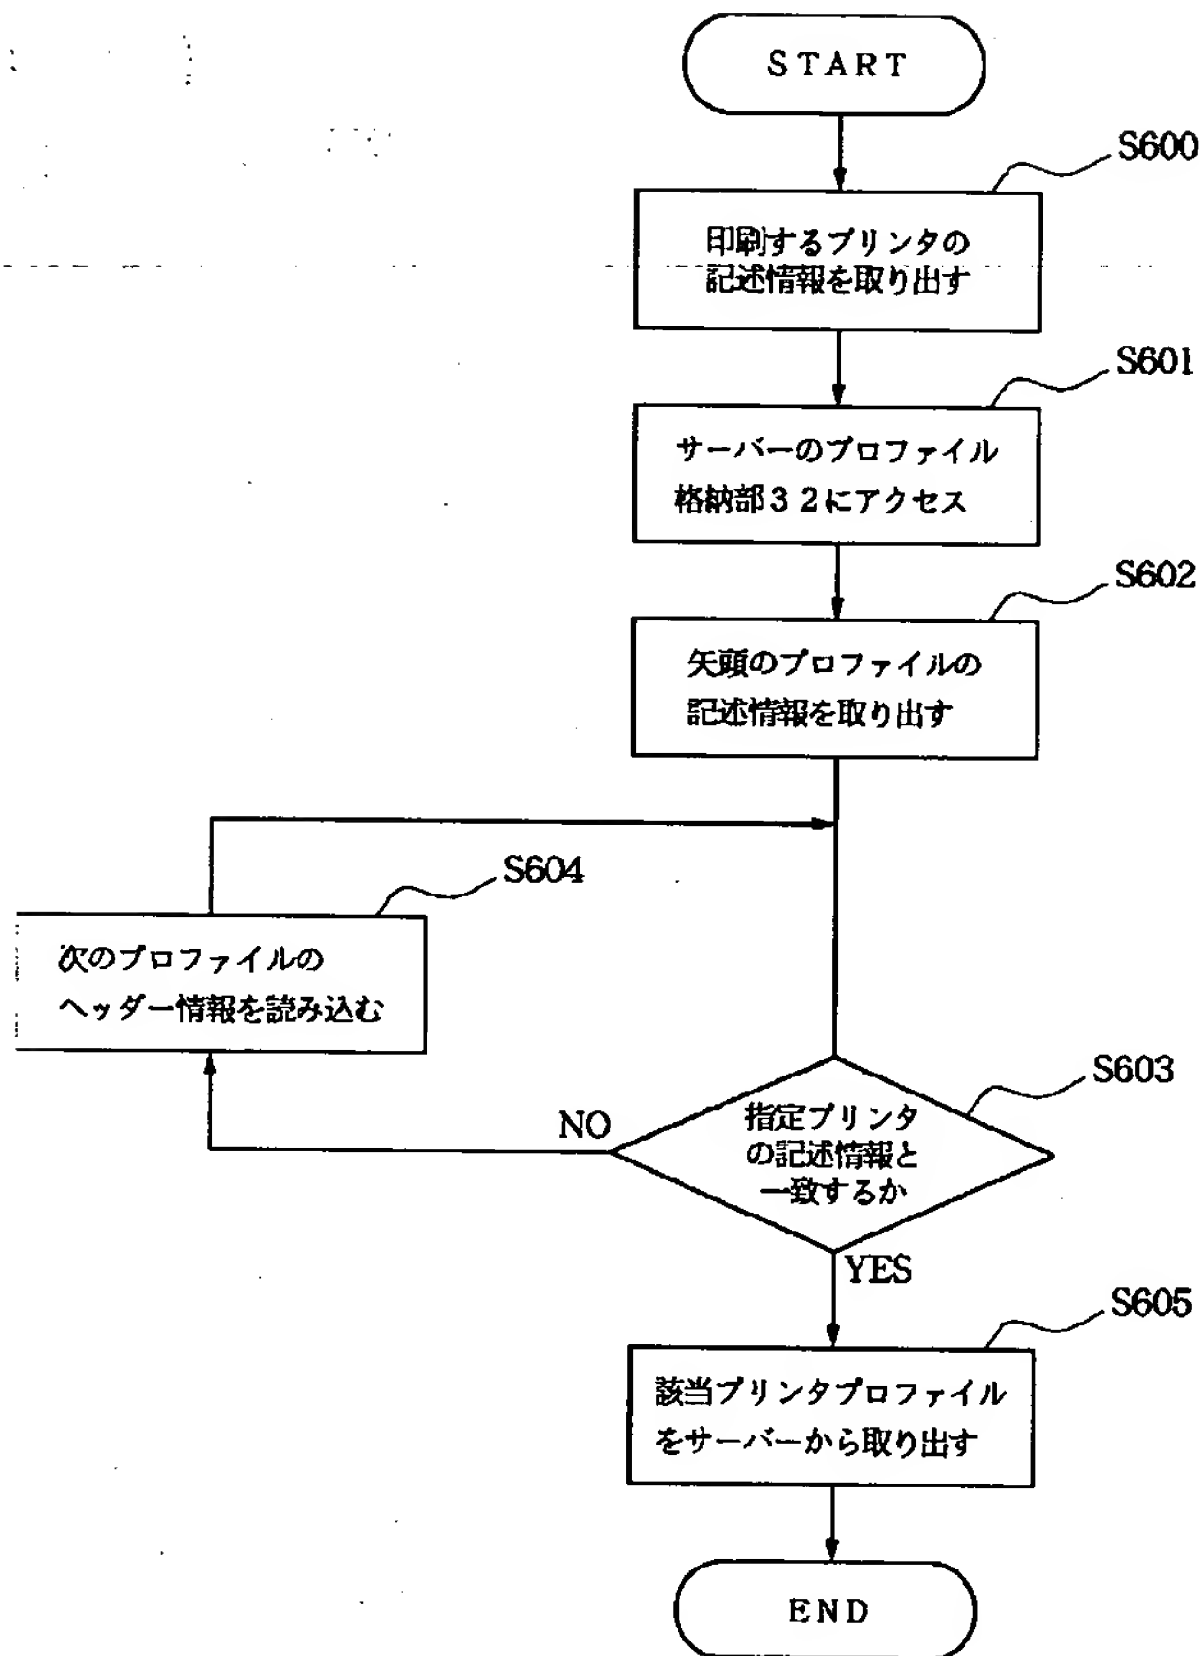 START
S600
印刷するプリンタの
記述情報を取り出す
S601
サーバーのプロファイル
格納部32にアクセス
S602
矢頭のプロファイルの
記述情報を取り出す
S604
次のプロファイルの
ヘッダー情報を読み込む
S603
指定プリンタ
の記述情報と
一致するか
NO
YES
S605
該当プリンタプロファイル
をサーバーから取り出す
END